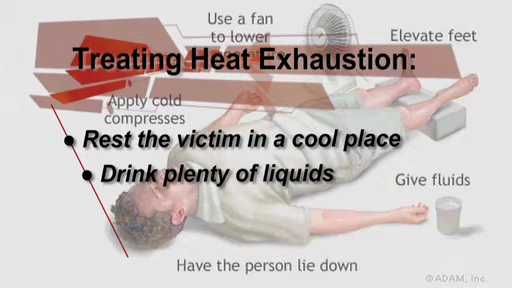 Use a fan
to lower
Elevate feet
Treating Heat Exhaustion:
Apply cold
compresses
• Rest the victim in a cool place
• Drink plenty of liquids
Give fluids
Have the person lie down
©ADAM, Inc.